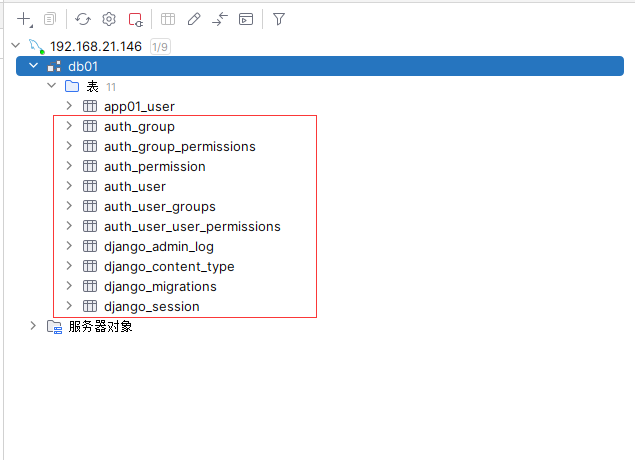 192.168.21.146 1/9
db01
表 11
app01_user
auth_group
auth_group_permissions
auth_permission
auth_user
auth_user_groups
auth_user_user_permissions
django_admin_log
django_content_type
django_migrations
django_session
服务器对象